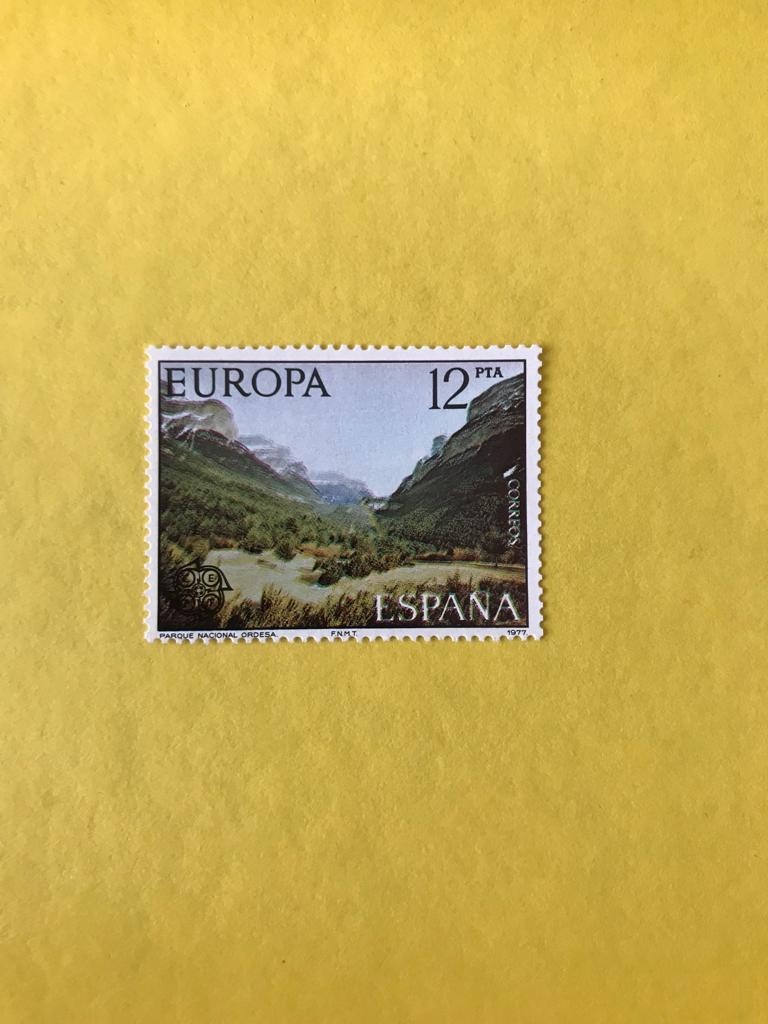 EUROPA
12 PTA
CORREOS
ESPAÑA
PARQUE NACIONAL ORDESA.
F.N.M.T.
1977.